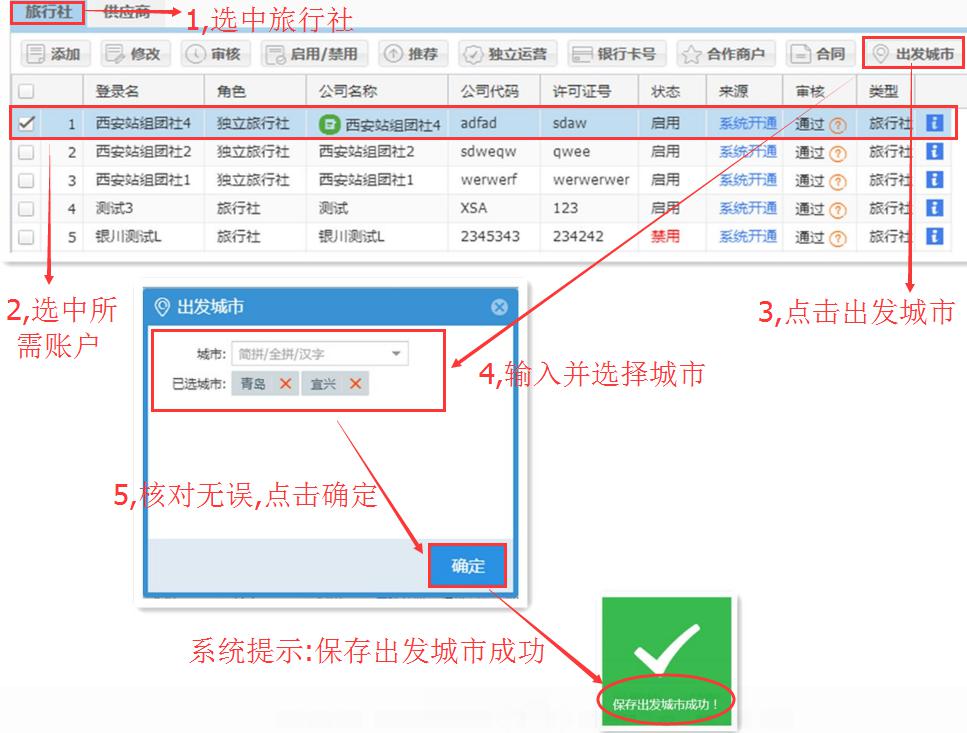 旅行社 供应商
1,选中旅行社
添加 修改 审核 启用/禁用 推荐 独立运营 银行卡号 合作商户 合同 出发城市
登录名 角色 公司名称 公司代码 许可证号 状态 来源 审核 类型
1 西安站组团社4 独立旅行社 西安站组团社4 adfad sdaw 启用 系统开通 通过 旅行社
2 西安站组团社2 独立旅行社 西安站组团社2 sdweqw qwee 启用 系统开通 通过 旅行社
3 西安站组团社1 独立旅行社 西安站组团社1 werwerf werwerwer 启用 系统开通 通过 旅行社
4 测试3 旅行社 测试 XSA 123 启用 系统开通 通过 旅行社
5 银川测试L 旅行社 银川测试L 2345343 234242 禁用 系统开通 通过 旅行社
2,选中所
需账户
3,点击出发城市
出发城市
城市: 简拼/全拼/汉字
已选城市: 青岛 宜兴
4,输入并选择城市
5,核对无误,点击确定
确定
系统提示:保存出发城市成功
保存出发城市成功！